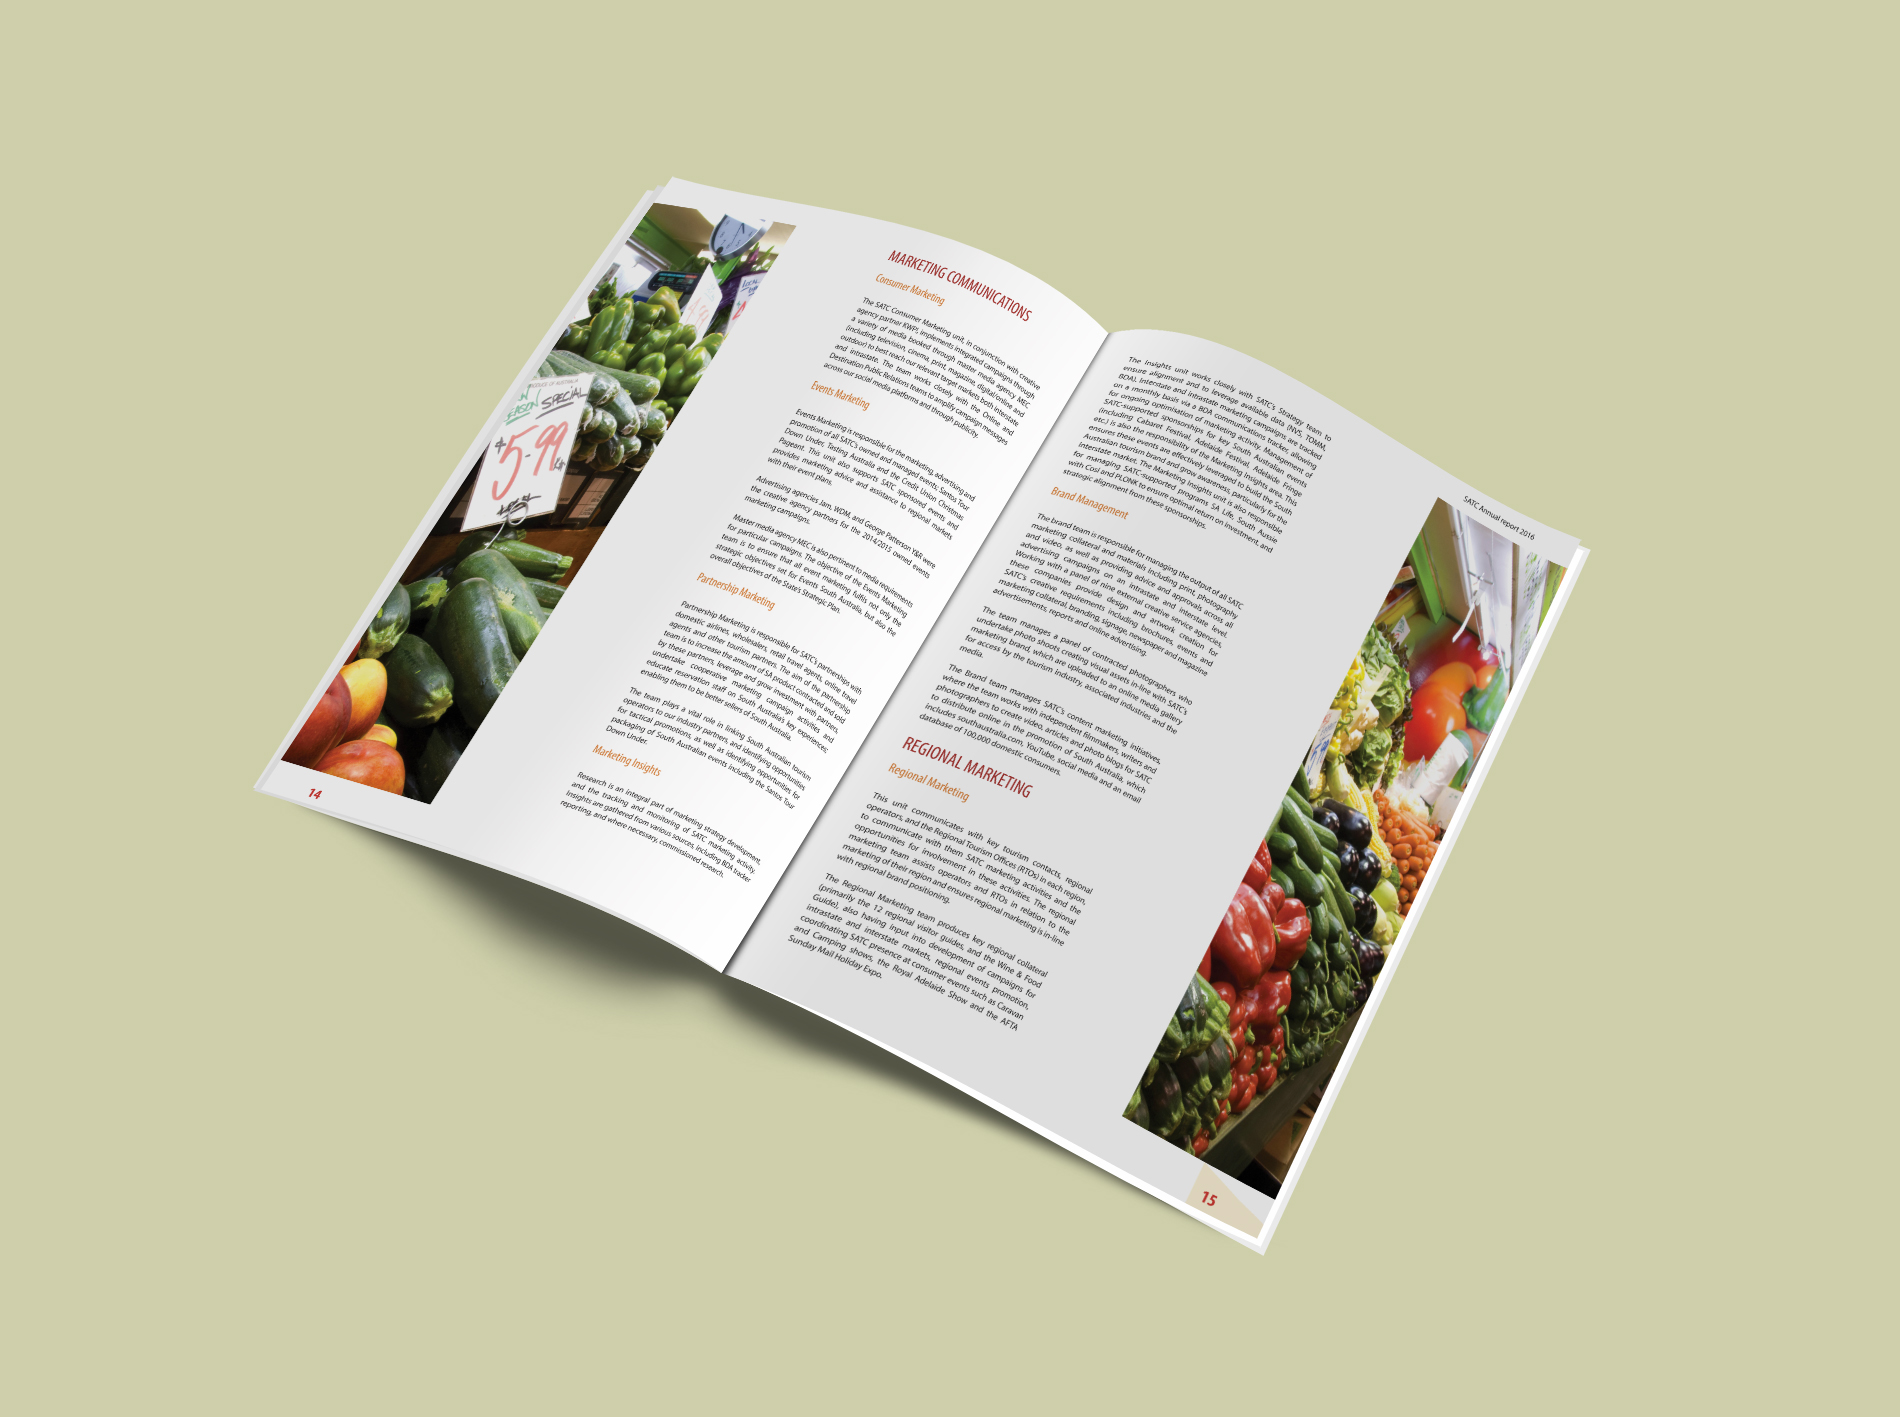 PRODUCE OF AUSTRALIA
IN
SEASON SPECIAL
$5-99
MARKETING COMMUNICATIONS
Consumer Marketing
The SATC Consumer Marketing unit, in conjunction with creative
agency partner KWP!, implements integrated campaigns through
a variety of media booked through master media agency MEC
(including television, cinema, print, magazine, digital/online and
outdoor) to best reach our relevant target markets both interstate
and intrastate. The team works closely with the Online and
Destination Public Relations teams to amplify campaign messages
across our social media platforms and through publicity.
Events Marketing
Events Marketing is responsible for the marketing, advertising and
promotion of all SATC's owned and managed events; Santos Tour
Down Under, Tasting Australia and the Credit Union Christmas
Pageant. This unit also supports SATC sponsored events and
provides marketing advice and assistance to regional markets
with their event plans.
Advertising agencies Jam, WDM, and George Patterson Y&R were
the creative agency partners for the 2014/2015 owned events
marketing campaigns.
Master media agency MEC is also pertinent to media requirements
for particular campaigns. The objective of the Events Marketing
team is to ensure that all event marketing fulfils not only the
strategic objectives set for Events South Australia, but also the
overall objectives of the State's Strategic Plan.
Partnership Marketing
Partnership Marketing is responsible for SATC's partnerships with
domestic airlines, wholesalers, retail travel agents, online travel
agents and other tourism partners. The aim of the partnership
team is to increase the amount of SA product contracted and sold
by these partners, leverage and grow investment with partners,
undertake cooperative marketing campaign activities and
educate reservation staff on South Australia's key experiences;
enabling them to be better sellers of South Australia.
The team plays a vital role in linking South Australian tourism
operators to our industry partners, and identifying opportunities
for tactical promotions, as well as identifying opportunities for
packaging of South Australian events including the Santos Tour
Down Under.
Marketing Insights
Research is an integral part of marketing strategy development,
and the tracking and monitoring of SATC marketing activity.
Insights are gathered from various sources, including BDA tracker
reporting, and where necessary, commissioned research.
14
SATC Annual report 2016
The Insights unit works closely with SATC's Strategy team to
ensure alignment and to leverage available data (NVS, TOMM,
BDA). Interstate and intrastate marketing campaigns are tracked
on a monthly basis via a BDA communications tracker, allowing
for ongoing optimisation of marketing activity. Management of
SATC-supported sponsorships for key South Australian events
(including Cabaret Festival, Adelaide Festival, Adelaide Fringe
etc.) is also the responsibility of the Marketing Insights area. This
ensures these events are effectively leveraged to build the South
Australian tourism brand and grow awareness, particularly for the
interstate market. The Marketing Insights unit is also responsible
for managing SATC-supported programs SA Life, South Aussie
with Cosi and PLONK to ensure optimal return on investment, and
strategic alignment from these sponsorships.
Brand Management
The brand team is responsible for managing the output of all SATC
marketing collateral and materials including print, photography
and video, as well as providing advice and approvals across all
advertising campaigns on an intrastate and interstate level.
Working with a panel of nine external creative service agencies,
these companies provide design and artwork creation for
SATC's creative requirements including brochures, events and
marketing collateral, branding, signage, newspaper and magazine
advertisements, reports and online advertising.
The team manages a panel of contracted photographers who
undertake photo shoots creating visual assets in-line with SATC's
marketing brand, which are uploaded to an online media gallery
for access by the tourism industry, associated industries and the
media.
The Brand team manages SATC's content marketing initiatives,
where the team works with independent filmmakers, writers and
photographers to create video, articles and photo blogs for SATC
to distribute online in the promotion of South Australia, which
includes southaustralia.com, YouTube, social media and an email
database of 100,000 domestic consumers.
REGIONAL MARKETING
Regional Marketing
This unit communicates with key tourism contacts, regional
operators, and the Regional Tourism Offices (RTOs) in each region,
to communicate with them SATC marketing activities and the
opportunities for involvement in these activities. The regional
marketing team assists operators and RTOs in relation to the
marketing of their region and ensures regional marketing is in-line
with regional brand positioning.
The Regional Marketing team produces key regional collateral
(primarily the 12 regional visitor guides, and the Wine & Food
Guide), also having input into development of campaigns for
intrastate and interstate markets, regional events promotion,
coordinating SATC presence at consumer events such as Caravan
and Camping shows, the Royal Adelaide Show and the AFTA
Sunday Mail Holiday Expo.
15